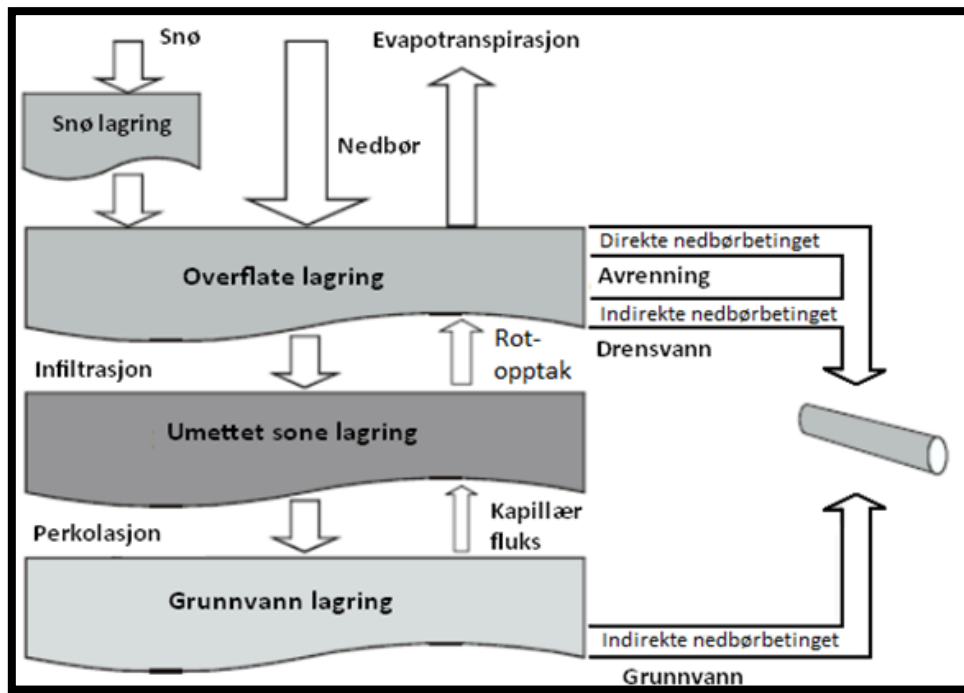 Snø
Evapotranspirasjon
Snø lagring
Nedbør
Direkte nedbørbetinget
Overflate lagring
Avrenning
Indirekte nedbørbetinget
Drensvann
Rot-
opptak
Infiltrasjon
Umettet sone lagring
Kapillær
fluks
Perkolasjon
Grunnvann lagring
Indirekte nedbørbetinget
Grunnvann